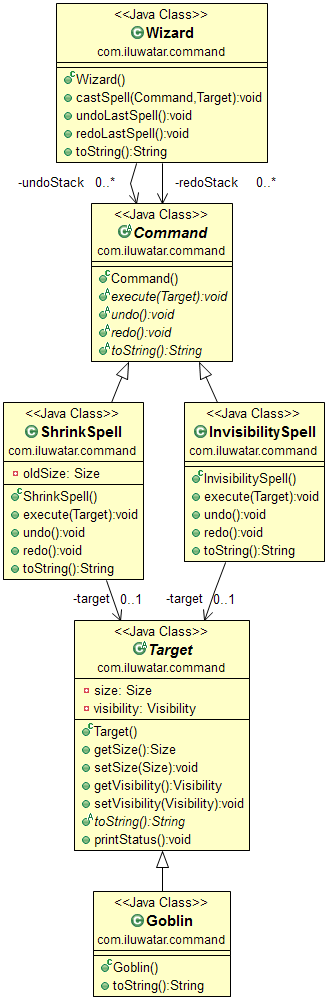 <<Java Class>>
Wizard
com.iluwatar.command
Wizard()
castSpell(Command,Target):void
undoLastSpell():void
redoLastSpell():void
toString():String
-undoStack 0..* -redoStack 0..*
<<Java Class>>
Command
com.iluwatar.command
Command()
execute(Target):void
undo():void
redo():void
toString():String
<<Java Class>>
ShrinkSpell
com.iluwatar.command
oldSize: Size
ShrinkSpell()
execute(Target):void
undo():void
redo():void
toString():String
<<Java Class>>
InvisibilitySpell
com.iluwatar.command
InvisibilitySpell()
execute(Target):void
undo():void
redo():void
toString():String
-target 0..1 -target 0..1
<<Java Class>>
Target
com.iluwatar.command
size: Size
visibility: Visibility
Target()
getSize():Size
setSize(Size):void
getVisibility():Visibility
setVisibility(Visibility):void
toString():String
printStatus():void
<<Java Class>>
Goblin
com.iluwatar.command
Goblin()
toString():String